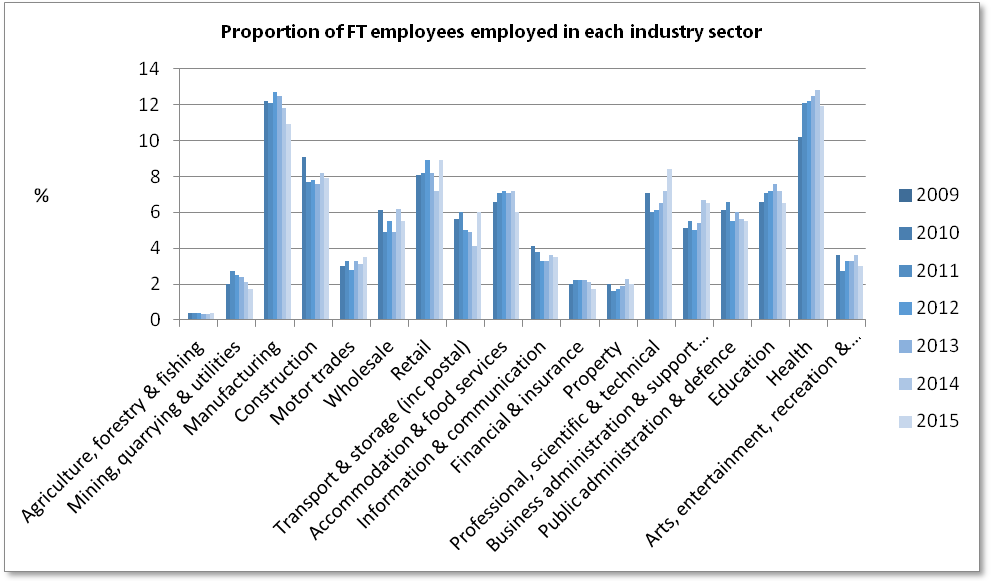 Proportion of FT employees employed in each industry sector
14
12
10
8
6
4
2
0
%
Agriculture, forestry & fishing
Mining, quarrying & utilities
Manufacturing
Construction
Motor trades
Wholesale
Retail
Transport & storage (inc postal)
Accommodation & food services
Information & communication
Financial & insurance
Property
Professional, scientific & technical
Business administration & support...
Public administration & defence
Education
Health
Arts, entertainment, recreation &...
2009
2010
2011
2012
2013
2014
2015